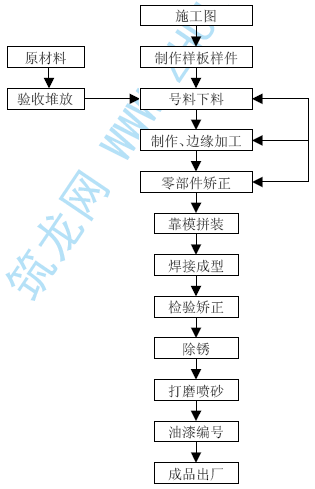 施工图
原材料
制作样板样件
验收堆放
号料下料
制作、边缘加工
零部件矫正
靠模拼装
焊接成型
检验矫正
除锈
打磨喷砂
油漆编号
成品出厂
筑龙网 WWW.ZHU